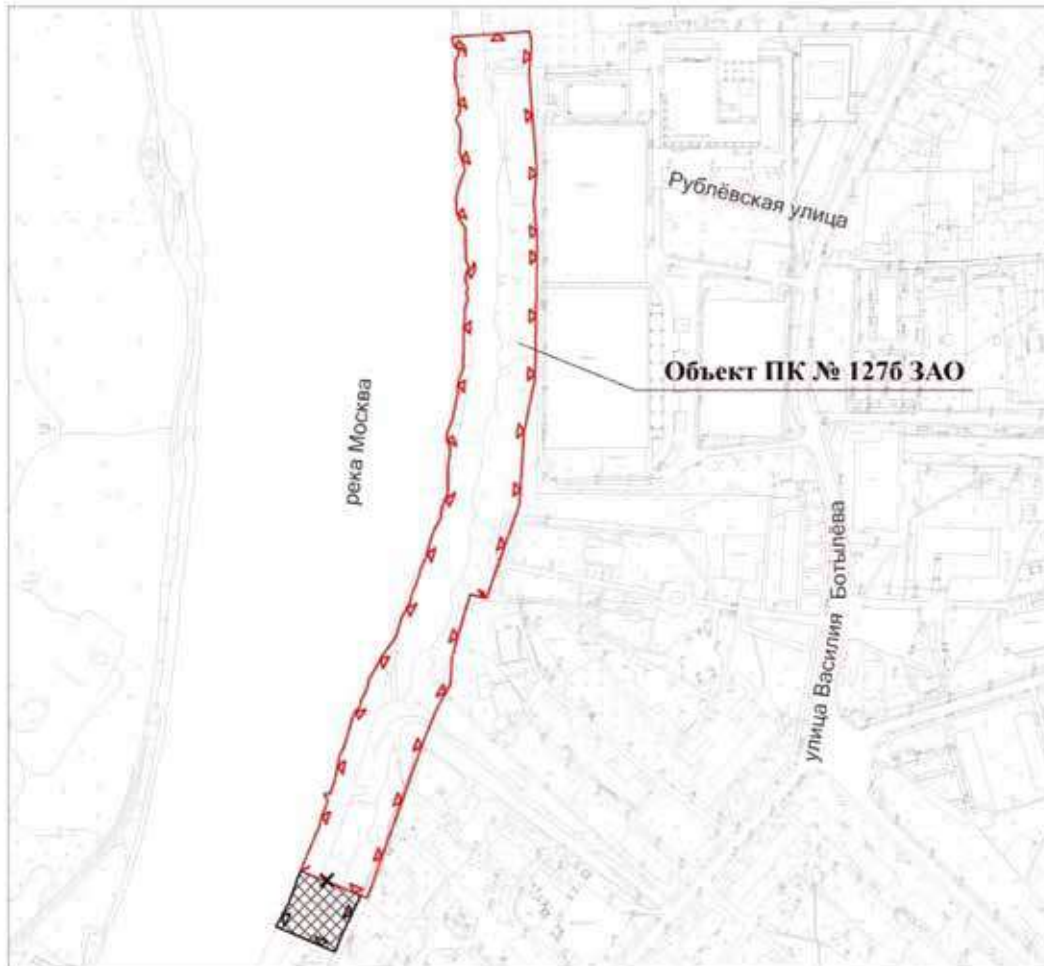 Рублёвская улица
Объект ПК № 127б ЗАО
река Москва
улица Василия Ботылёва